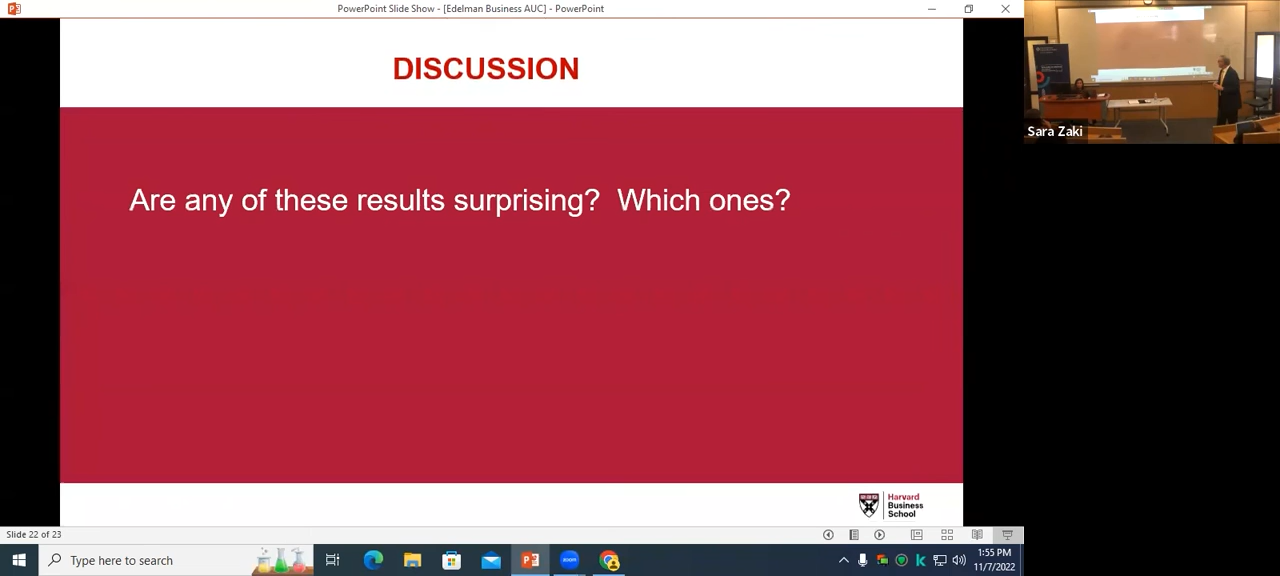 PowerPoint Slide Show - [Edelman Business AUC] - PowerPoint
DISCUSSION
Are any of these results surprising? Which ones?
Harvard
Business
School
Sara Zaki
Slide 22 of 23
Type here to search
zoom
1:55 PM
11/7/2022